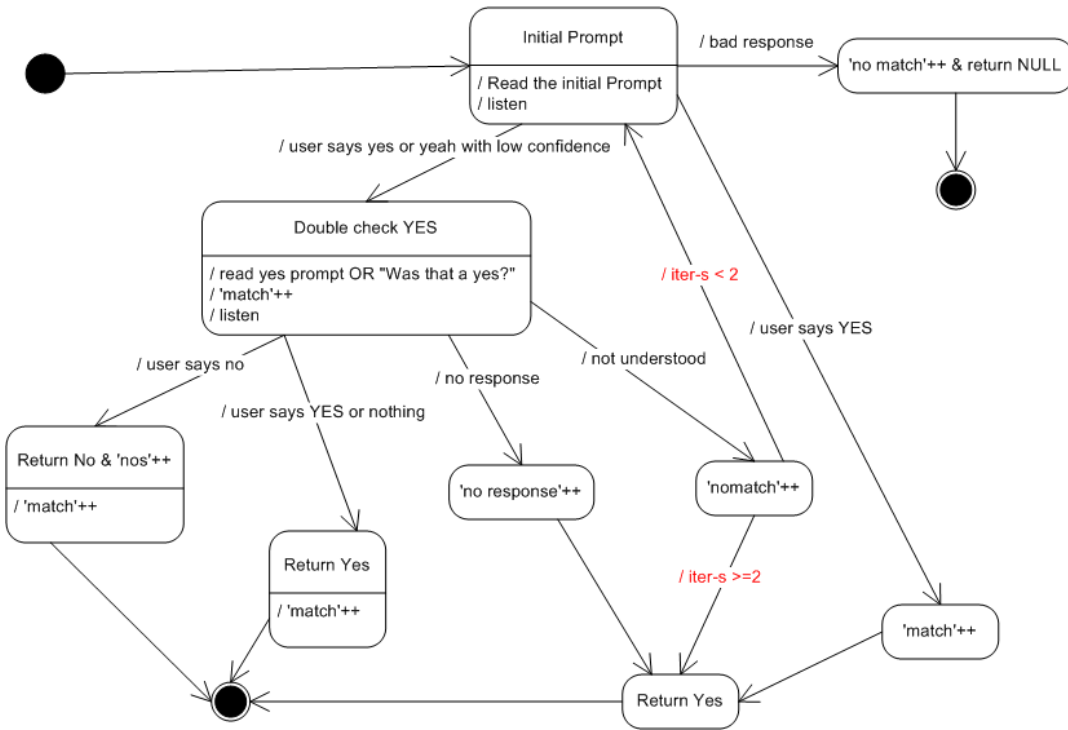 Initial Prompt
/ Read the initial Prompt
/ listen
/ bad response
'no match'++ & return NULL
/ user says yes or yeah with low confidence
Double check YES
/ read yes prompt OR "Was that a yes?"
/ 'match'++
/ listen
/ iter-s < 2
/ user says YES
/ user says no
/ user says YES or nothing
/ no response
/ not understood
Return No & 'nos'++
/ 'match'++
'no response'++
'nomatch'++
Return Yes
/ 'match'++
/ iter-s >=2
'match'++
Return Yes